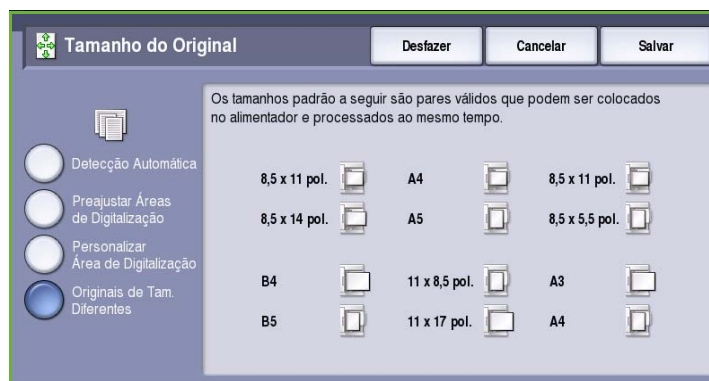 Tamanho do Original
Desfazer
Cancelar
Salvar
Os tamanhos padrão a seguir são pares válidos que podem ser colocados
no alimentador e processados ao mesmo tempo.
Detecção Automática
Preajustar Áreas
de Digitalização
Personalizar
Área de Digitalização
Originais de Tam.
Diferentes
8,5 x 11 pol. A4 8,5 x 11 pol.
8,5 x 14 pol. A5 8,5 x 5,5 pol.
B4 11 x 8,5 pol. A3
B5 11 x 17 pol. A4